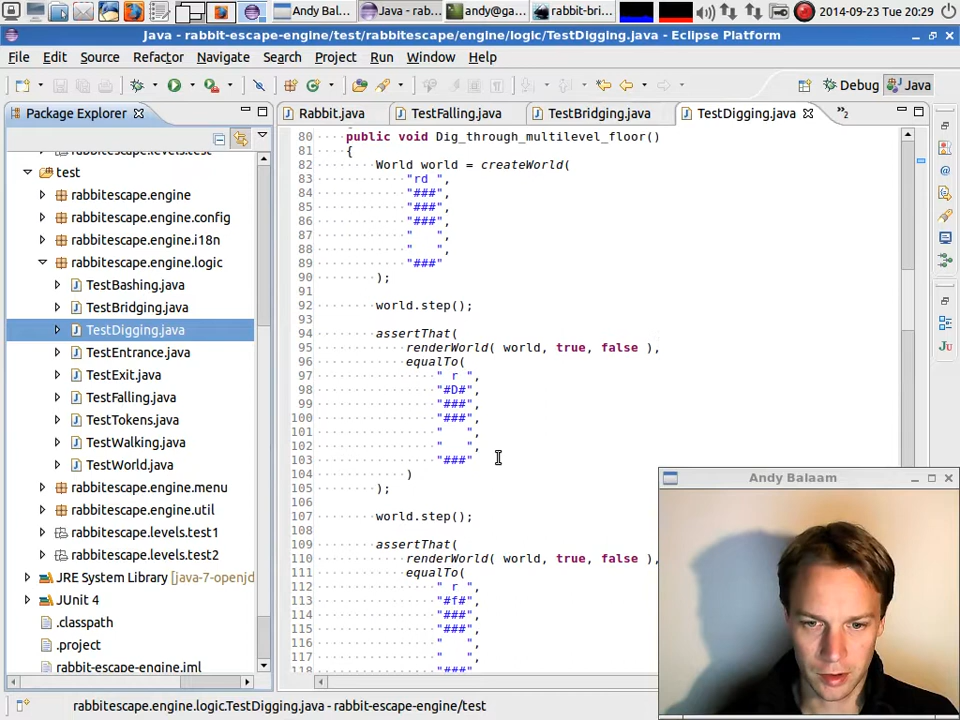 Andy Bal...
Java - rab...
andy@ga...
rabbit-bri...
2014-09-23 Tue 20:29
Java - rabbit-escape-engine/test/rabbitescape/engine/logic/TestDigging.java - Eclipse Platform
File Edit Source Refactor Navigate Search Project Run Window Help
Debug Java
Package Explorer
Rabbit.java TestFalling.java TestBridging.java TestDigging.java »2
rabbitescape.levels.test
test
rabbitescape.engine
rabbitescape.engine.config
rabbitescape.engine.i18n
rabbitescape.engine.logic
TestBashing.java
TestBridging.java
TestDigging.java
TestEntrance.java
TestExit.java
TestFalling.java
TestTokens.java
TestWalking.java
TestWorld.java
rabbitescape.engine.menu
rabbitescape.engine.util
rabbitescape.levels.test1
rabbitescape.levels.test2
JRE System Library [java-7-openjd
JUnit 4
.classpath
.project
rabbit-escape-engine.iml
80 public void Dig_through_multilevel_floor()
81 {
82 World world = createWorld(
83 "rd ",
84 "###",
85 "###",
86 "###",
87 "   ",
88 "   ",
89 "###"
90 );
91
92 world.step();
93
94 assertThat(
95 renderWorld( world, true, false ),
96 equalTo(
97 " r ",
98 "#D#",
99 "###",
100 "###",
101 "   ",
102 "   ",
103 "###"
104 )
105 );
106
107 world.step();
108
109 assertThat(
110 renderWorld( world, true, false ),
111 equalTo(
112 " r ",
113 "#f#",
114 "###",
115 "###",
116 "   ",
117 "   ",
118 "###"
Andy Balaam
Ju
rabbitescape.engine.logic.TestDigging.java - rabbit-escape-engine/test